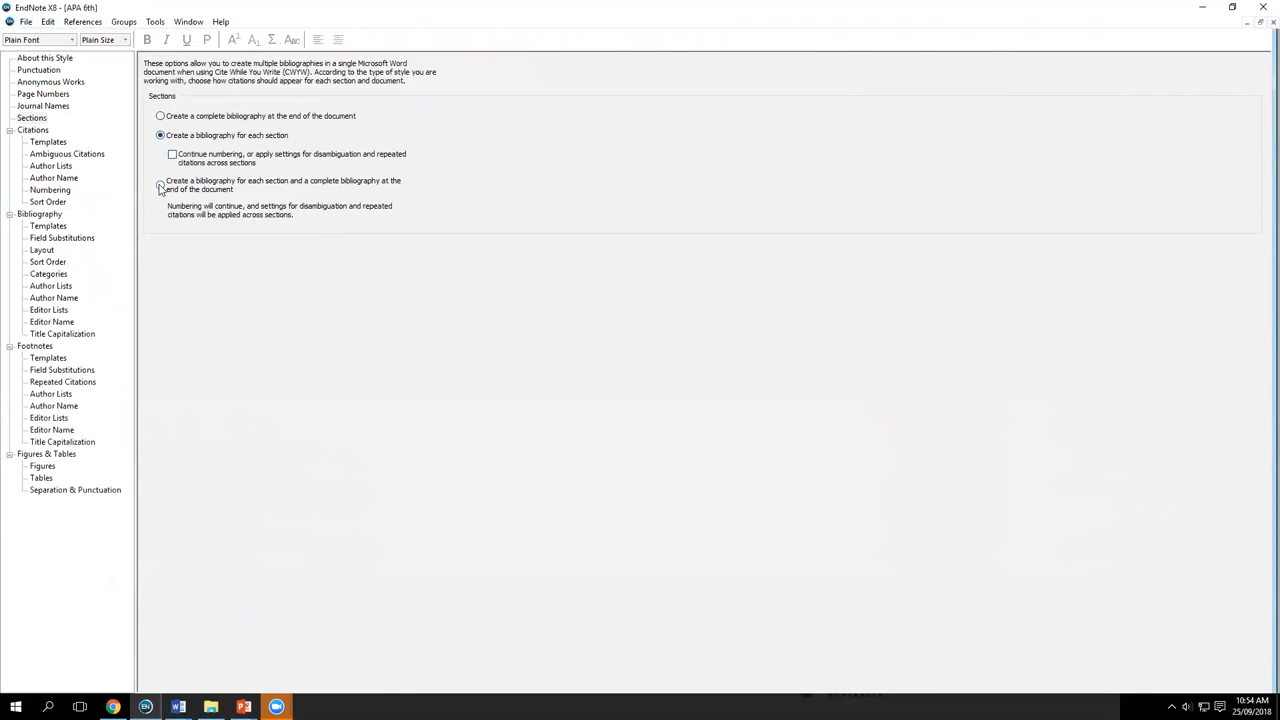 EndNote X8 - [APA 6th]
File Edit References Groups Tools Window Help
Plain Font Plain Size B I U P A¹ A₁ Σ Abc
About this Style
Punctuation
Anonymous Works
Page Numbers
Journal Names
Sections
Citations
Templates
Ambiguous Citations
Author Lists
Author Name
Numbering
Sort Order
Bibliography
Templates
Field Substitutions
Layout
Sort Order
Categories
Author Lists
Author Name
Editor Lists
Editor Name
Title Capitalization
Footnotes
Templates
Field Substitutions
Repeated Citations
Author Lists
Author Name
Editor Lists
Editor Name
Title Capitalization
Figures & Tables
Figures
Tables
Separation & Punctuation
These options allow you to create multiple bibliographies in a single Microsoft Word
document when using Cite While You Write (CWYW). According to the type of style you are
working with, choose how citations should appear for each section and document.
Sections
Create a complete bibliography at the end of the document
Create a bibliography for each section
Continue numbering, or apply settings for disambiguation and repeated
citations across sections
Create a bibliography for each section and a complete bibliography at the
end of the document
Numbering will continue, and settings for disambiguation and repeated
citations will be applied across sections.
10:54 AM
25/09/2018